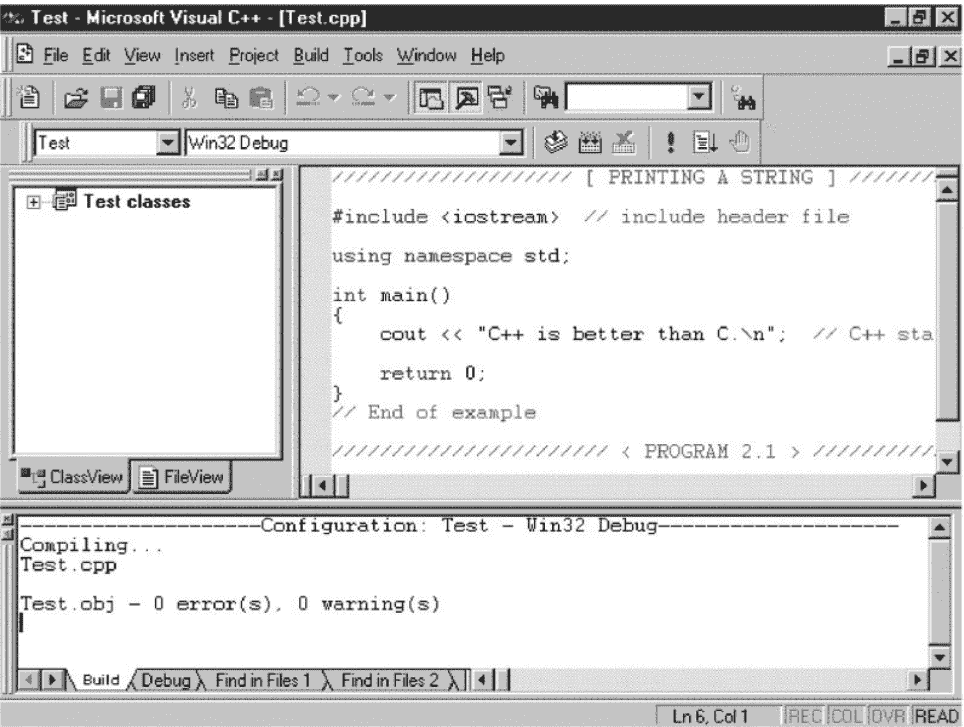 Test - Microsoft Visual C++ - [Test.cpp]
File Edit View Insert Project Build Tools Window Help
Test Win32 Debug
Test classes
ClassView FileView
//////////////////// [ PRINTING A STRING ] ///////
#include <iostream> // include header file
using namespace std;
int main()
{
cout << "C++ is better than C.\n"; // C++ sta
return 0;
}
// End of example
/////////////////////// < PROGRAM 2.1 > //////////
--------------------Configuration: Test - Win32 Debug--------------------
Compiling...
Test.cpp
Test.obj - 0 error(s), 0 warning(s)
Build Debug Find in Files 1 Find in Files 2
Ln 6, Col 1 REC COL OVR READ